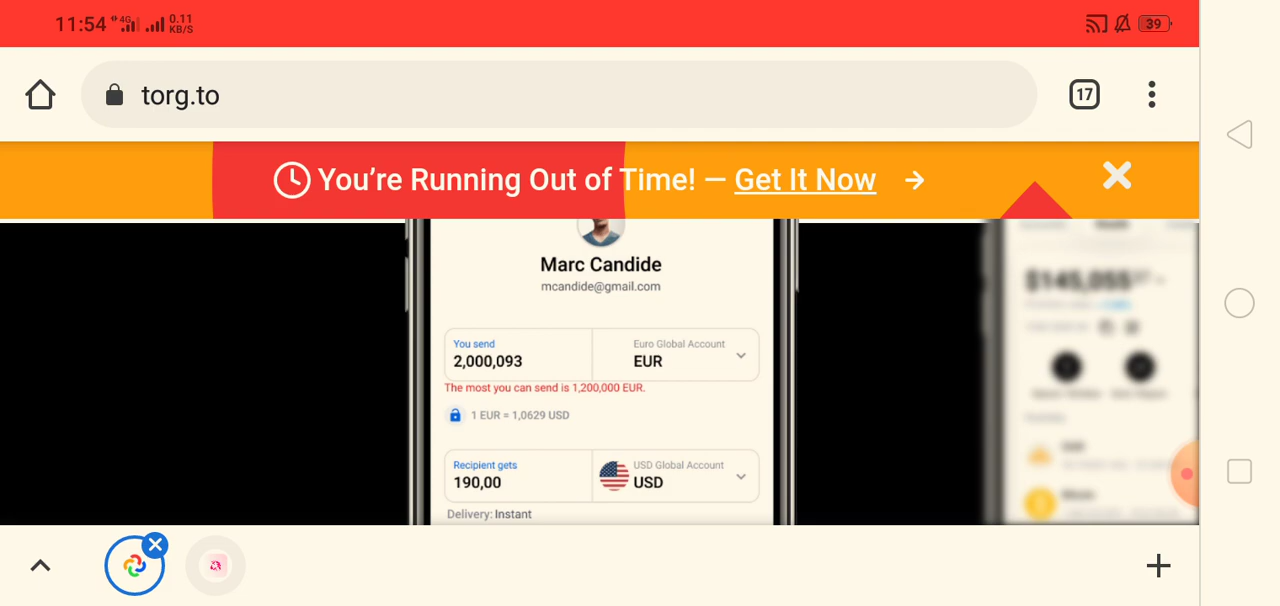 11:54 4G 0.11 KB/S 39
torg.to 17
You're Running Out of Time! — Get It Now →
Marc Candide
mcandide@gmail.com
$145,055
You send
2,000,093
Euro Global Account
EUR
The most you can send is 1,200,000 EUR.
1 EUR = 1,0629 USD
Recipient gets
190,00
USD Global Account
USD
Delivery: Instant